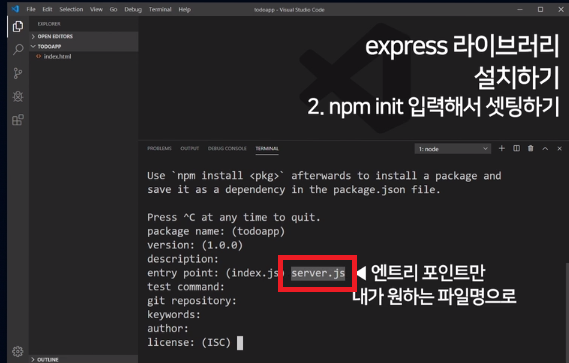 File Edit Selection View Go Debug Terminal Help
todoapp - Visual Studio Code
EXPLORER
OPEN EDITORS
TODOAPP
index.html
express 라이브러리
설치하기
2. npm init 입력해서 셋팅하기
PROBLEMS OUTPUT DEBUG CONSOLE TERMINAL
1: node
Use `npm install <pkg>` afterwards to install a package and
save it as a dependency in the package.json file.
Press ^C at any time to quit.
package name: (todoapp)
version: (1.0.0)
description:
entry point: (index.js) server.js
◀ 엔트리 포인트만
내가 원하는 파일명으로
test command:
git repository:
keywords:
author:
license: (ISC)
OUTLINE